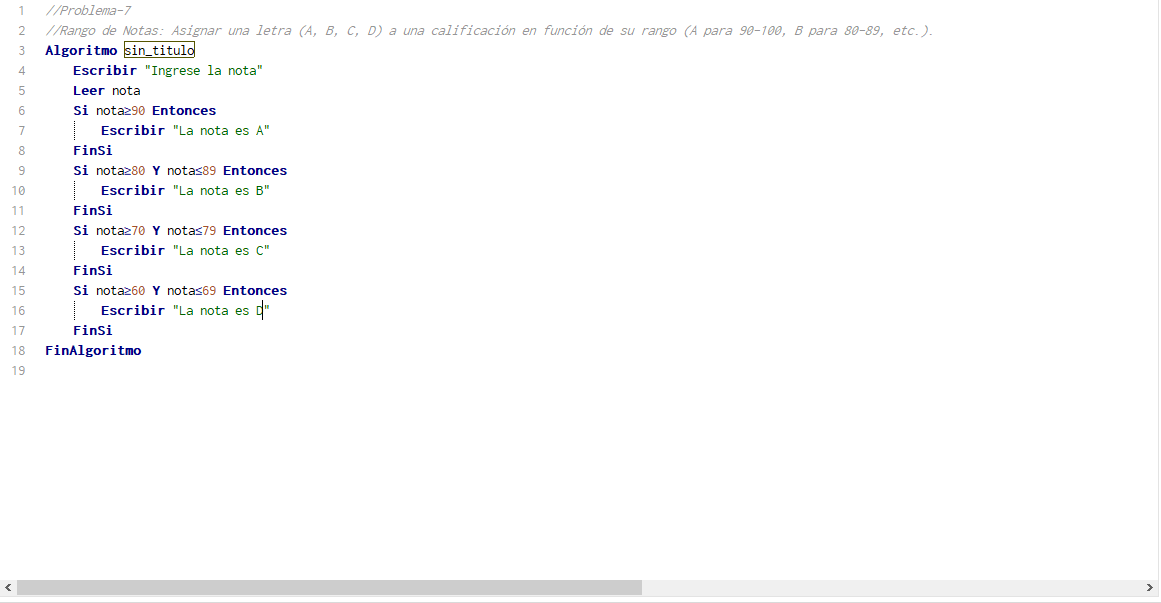 1 //Problema-7
2 //Rango de Notas: Asignar una letra (A, B, C, D) a una calificación en función de su rango (A para 90-100, B para 80-89, etc.).
3 Algoritmo sin_titulo
4 Escribir "Ingrese la nota"
5 Leer nota
6 Si nota≥90 Entonces
7 Escribir "La nota es A"
8 FinSi
9 Si nota≥80 Y nota≤89 Entonces
10 Escribir "La nota es B"
11 FinSi
12 Si nota≥70 Y nota≤79 Entonces
13 Escribir "La nota es C"
14 FinSi
15 Si nota≥60 Y nota≤69 Entonces
16 Escribir "La nota es D"
17 FinSi
18 FinAlgoritmo
19